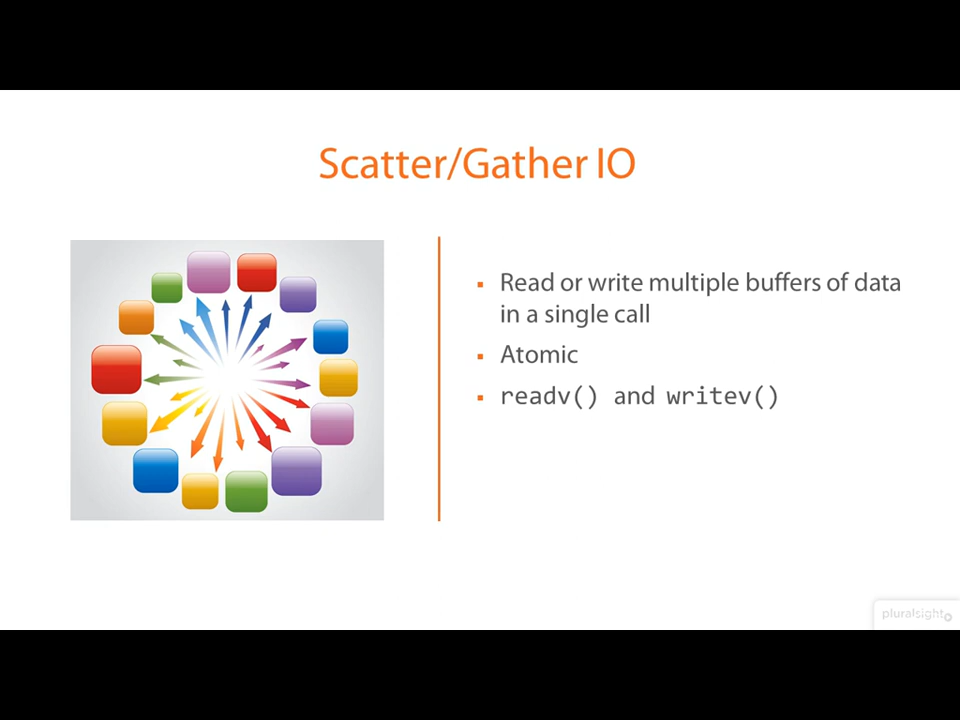 Scatter/Gather IO
▪ Read or write multiple buffers of data
in a single call
▪ Atomic
▪ readv() and writev()
pluralsight